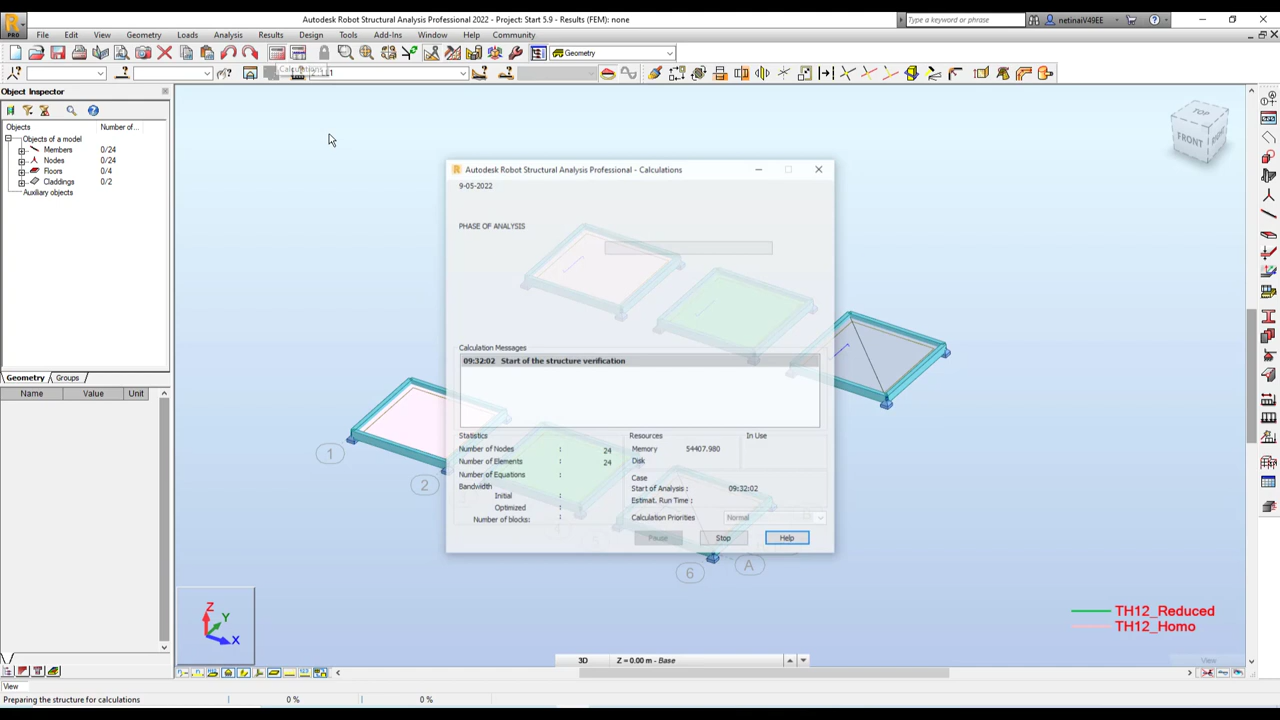 Autodesk Robot Structural Analysis Professional 2022 - Project: Start 5.9 - Results (FEM): none
Type a keyword or phrase
netinaiV49EE
PRO
File Edit View Geometry Loads Analysis Results Design Tools Add-Ins Window Help Community
Geometry
Calculations
Object Inspector
Objects Number of...
Objects of a model
Members 0/24
Nodes 0/24
Floors 0/4
Claddings 0/2
Auxiliary objects
Geometry Groups
Name Value Unit
TOP
FRONT
Autodesk Robot Structural Analysis Professional - Calculations
9-05-2022
PHASE OF ANALYSIS
Calculation Messages
09:32:02 Start of the structure verification
Statistics
Number of Nodes : 24
Number of Elements : 24
Number of Equations :
Bandwidth
Initial :
Optimized :
Number of blocks: :
Resources In Use
Memory 54407.980
Disk
Case
Start of Analysis : 09:32:02
Estimat. Run Time :
Calculation Priorities Normal
Pause Stop Help
1
2
6
A
TH12_Reduced
TH12_Homo
Z
Y
X
3D Z = 0.00 m - Base
View
View
Preparing the structure for calculations 0 % 0 %